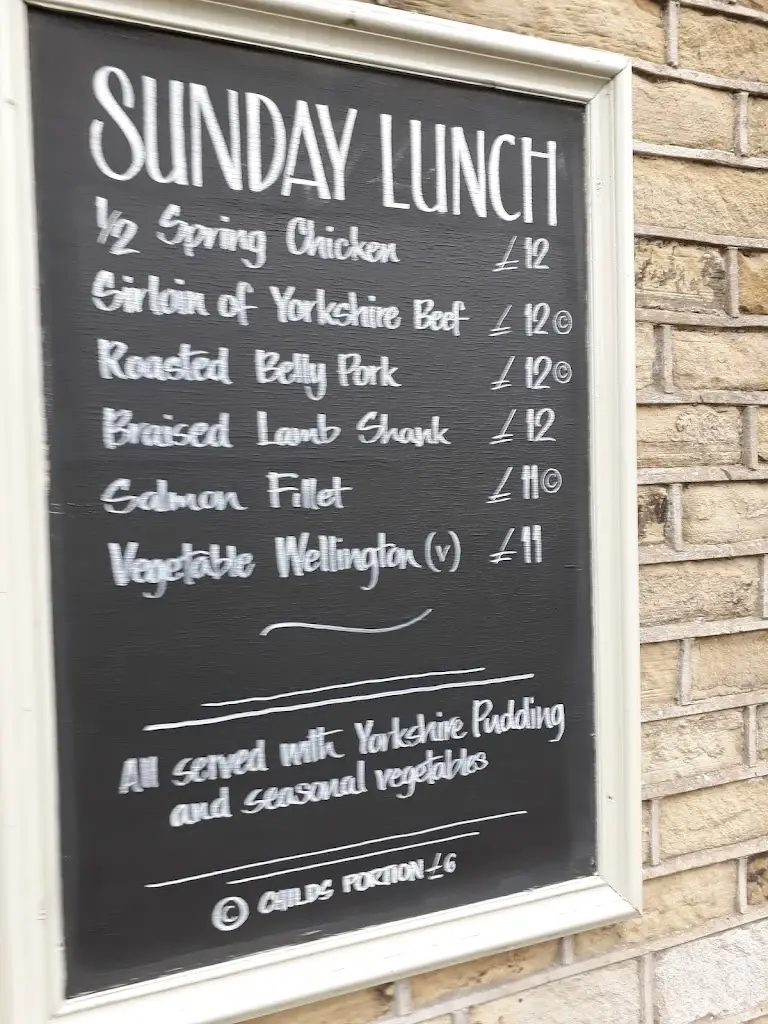 SUNDAY LUNCH
½ Spring Chicken £12
Sirloin of Yorkshire Beef £12©
Roasted Belly Pork £12©
Braised Lamb Shank £12
Salmon Fillet £11©
Vegetable Wellington (v) £11
All served with Yorkshire Pudding
and seasonal vegetables
© CHILDS PORTION £6